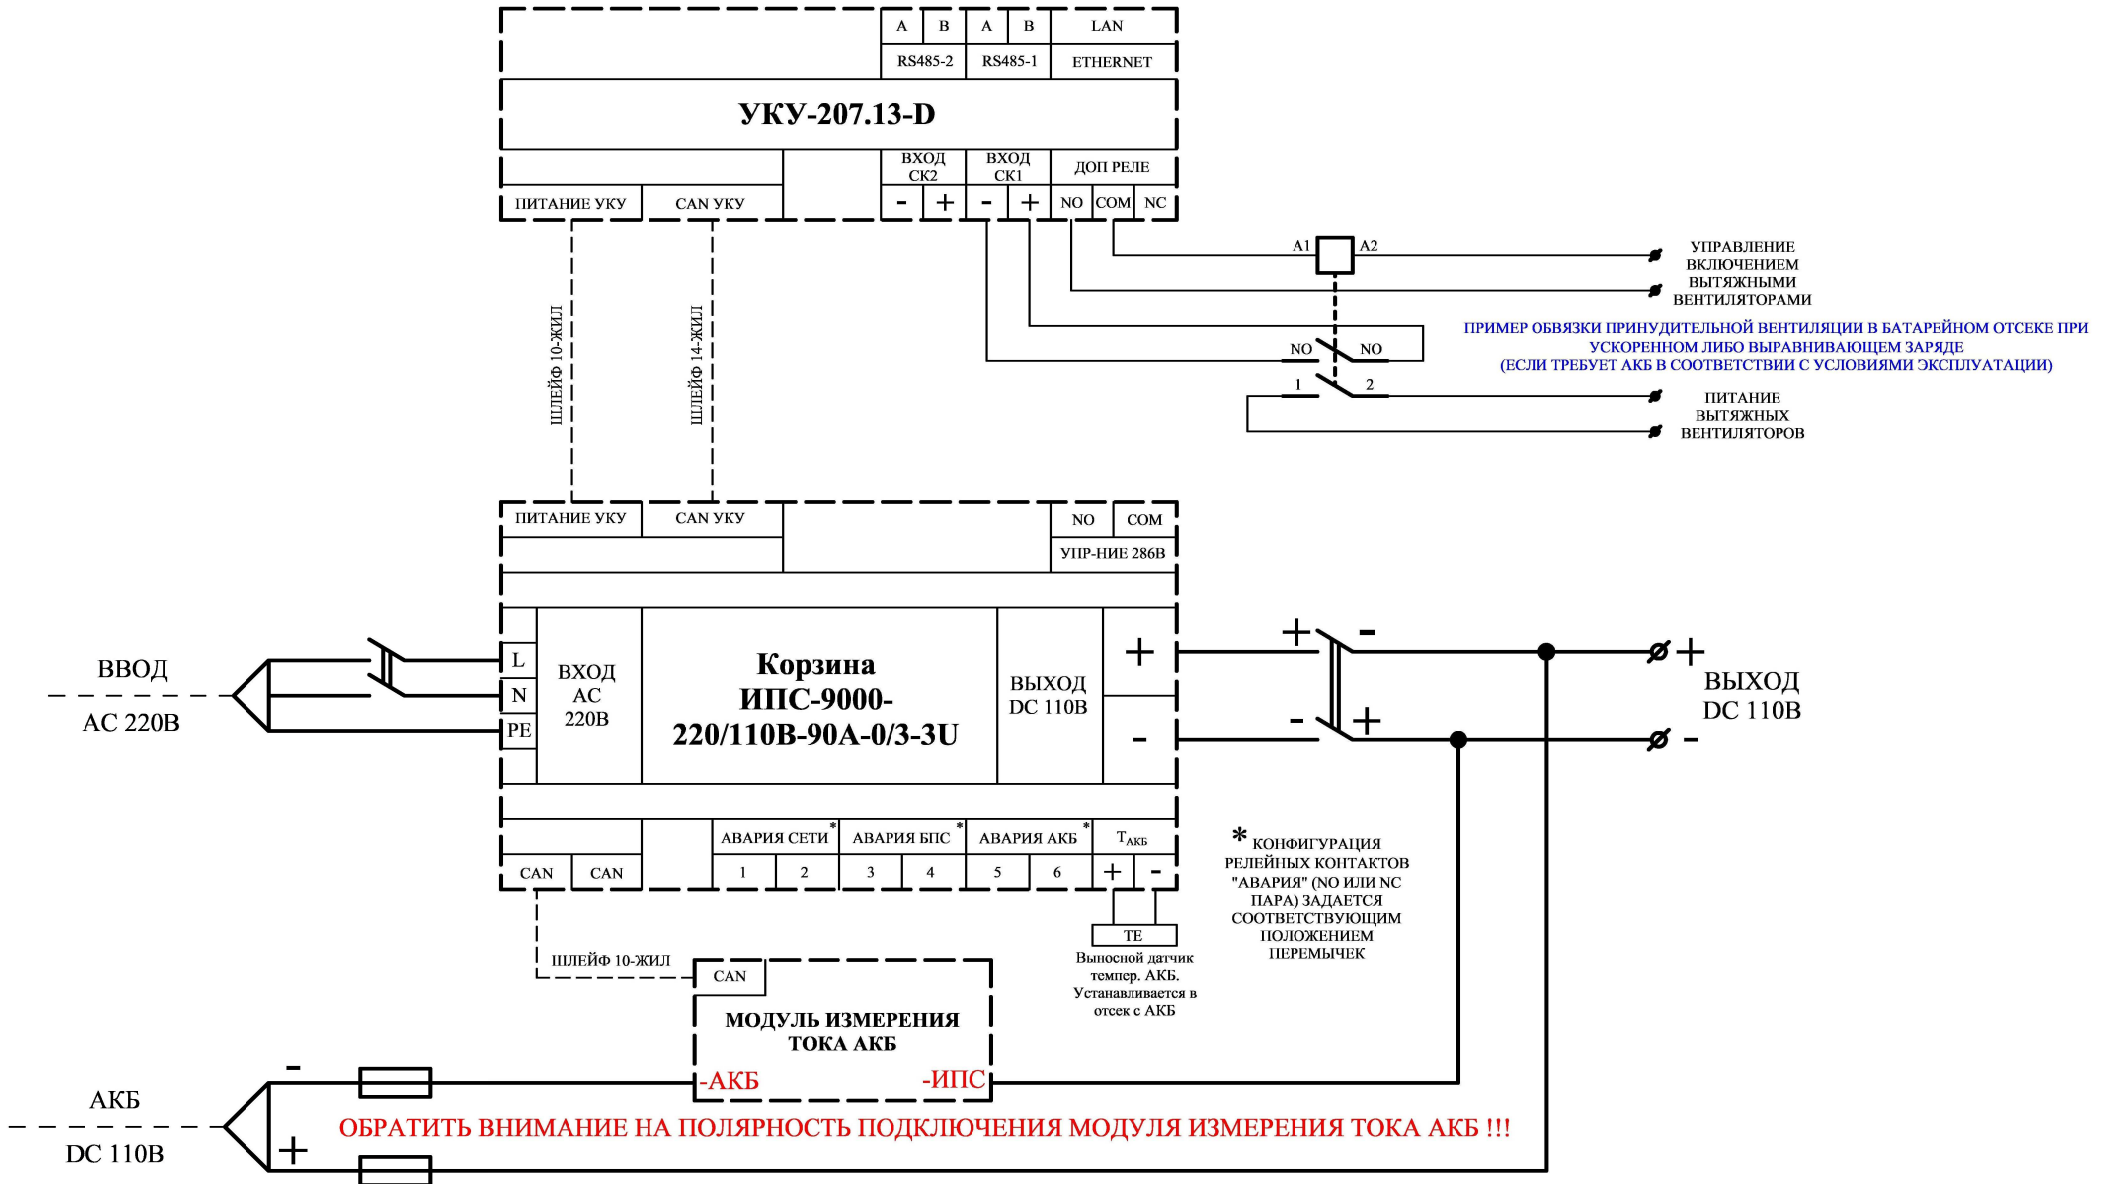 A B A B LAN
RS485-2 RS485-1 ETHERNET
УКУ-207.13-D
ВХОД ВХОД ДОП РЕЛЕ
СК2 СК1
ПИТАНИЕ УКУ CAN УКУ - + - + NO COM NC
A1 A2
УПРАВЛЕНИЕ
ВКЛЮЧЕНИЕМ
ВЫТЯЖНЫМИ
ВЕНТИЛЯТОРАМИ
ШЛЕЙФ 10-ЖИЛ
ШЛЕЙФ 14-ЖИЛ
ПРИМЕР ОБВЯЗКИ ПРИНУДИТЕЛЬНОЙ ВЕНТИЛЯЦИИ В БАТАРЕЙНОМ ОТСЕКЕ ПРИ
УСКОРЕННОМ ЛИБО ВЫРАВНИВАЮЩЕМ ЗАРЯДЕ
(ЕСЛИ ТРЕБУЕТ АКБ В СООТВЕТСТВИИ С УСЛОВИЯМИ ЭКСПЛУАТАЦИИ)
NO NO
1 2
ПИТАНИЕ
ВЫТЯЖНЫХ
ВЕНТИЛЯТОРОВ
ПИТАНИЕ УКУ CAN УКУ NO COM
УПР-НИЕ 286В
ВВОД
AC 220В
L
N
PE
ВХОД
AC
220В
Корзина
ИПС-9000-
220/110В-90А-0/3-3U
ВЫХОД
DC 110В
+
-
+ -
- +
+
-
ВЫХОД
DC 110В
АВАРИЯ СЕТИ * АВАРИЯ БПС * АВАРИЯ АКБ * TАКБ
CAN CAN 1 2 3 4 5 6 + -
* КОНФИГУРАЦИЯ
РЕЛЕЙНЫХ КОНТАКТОВ
"АВАРИЯ" (NO ИЛИ NC
ПАРА) ЗАДАЕТСЯ
СООТВЕТСТВУЮЩИМ
ПОЛОЖЕНИЕМ
ПЕРЕМЫЧЕК
TE
Выносной датчик
темпер. АКБ.
Устанавливается в
отсек с АКБ
ШЛЕЙФ 10-ЖИЛ
CAN
МОДУЛЬ ИЗМЕРЕНИЯ
ТОКА АКБ
-АКБ -ИПС
АКБ
DC 110В
-
+
ОБРАТИТЬ ВНИМАНИЕ НА ПОЛЯРНОСТЬ ПОДКЛЮЧЕНИЯ МОДУЛЯ ИЗМЕРЕНИЯ ТОКА АКБ !!!